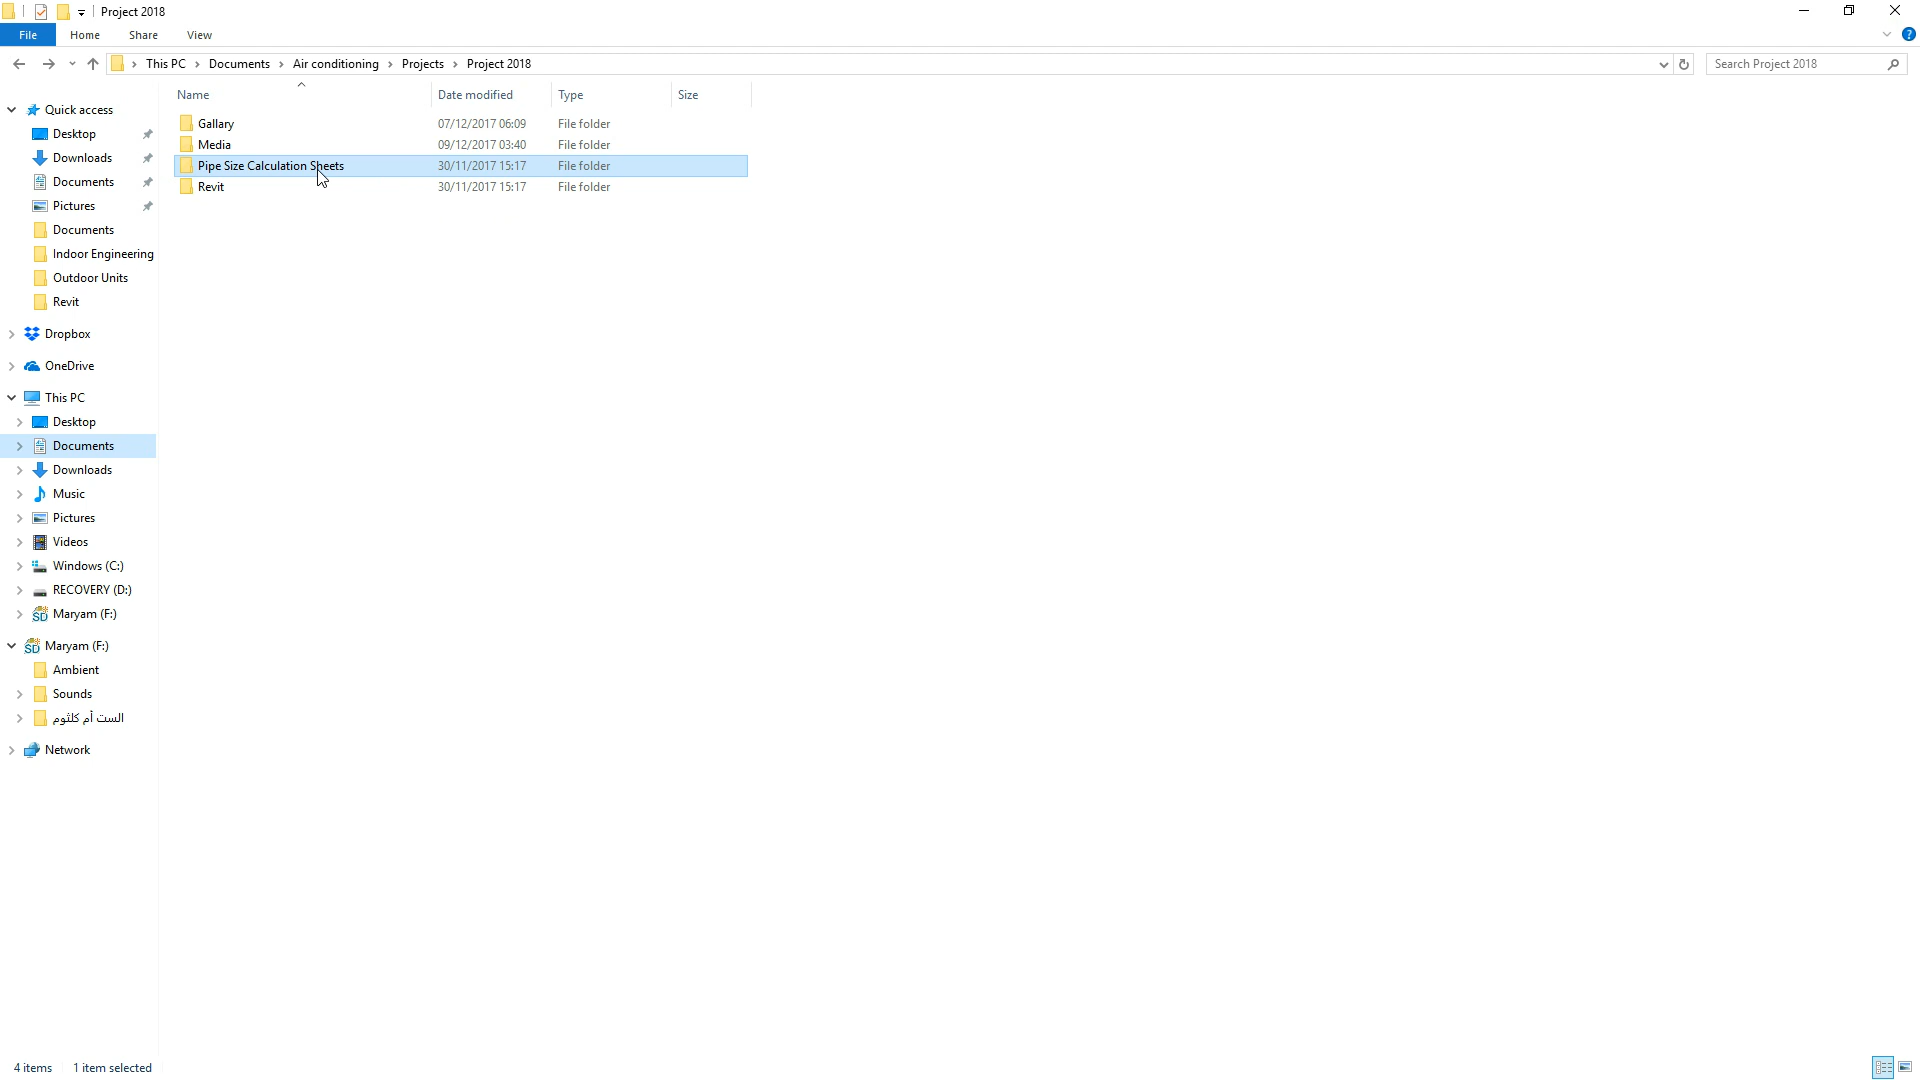 Project 2018
File Home Share View
This PC > Documents > Air conditioning > Projects > Project 2018
Search Project 2018
Name Date modified Type Size
Gallary 07/12/2017 06:09 File folder
Media 09/12/2017 03:40 File folder
Pipe Size Calculation Sheets 30/11/2017 15:17 File folder
Revit 30/11/2017 15:17 File folder
Quick access
Desktop
Downloads
Documents
Pictures
Documents
Indoor Engineering
Outdoor Units
Revit
Dropbox
OneDrive
This PC
Desktop
Documents
Downloads
Music
Pictures
Videos
Windows (C:)
RECOVERY (D:)
Maryam (F:)
Maryam (F:)
Ambient
Sounds
الست أم كلثوم
Network
4 items 1 item selected